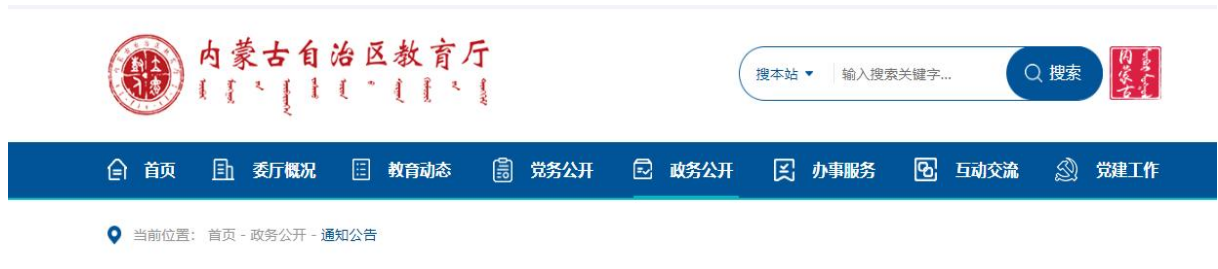 内蒙古自治区教育厅
搜本站 输入搜索关键字... 搜索
内蒙古
首页 委厅概况 教育动态 党务公开 政务公开 办事服务 互动交流 党建工作
当前位置： 首页 - 政务公开 - 通知公告